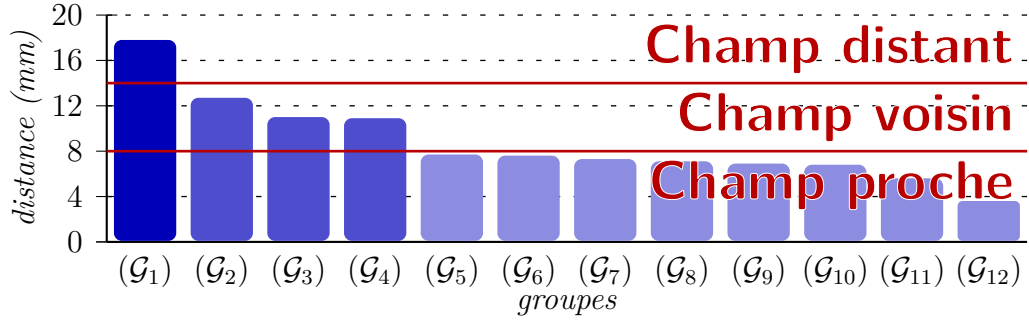 20
16
12
8
4
0
distance (mm)
Champ distant
Champ voisin
Champ proche
(𝒢₁) (𝒢₂) (𝒢₃) (𝒢₄) (𝒢₅) (𝒢₆) (𝒢₇) (𝒢₈) (𝒢₉) (𝒢₁₀) (𝒢₁₁) (𝒢₁₂)
groupes